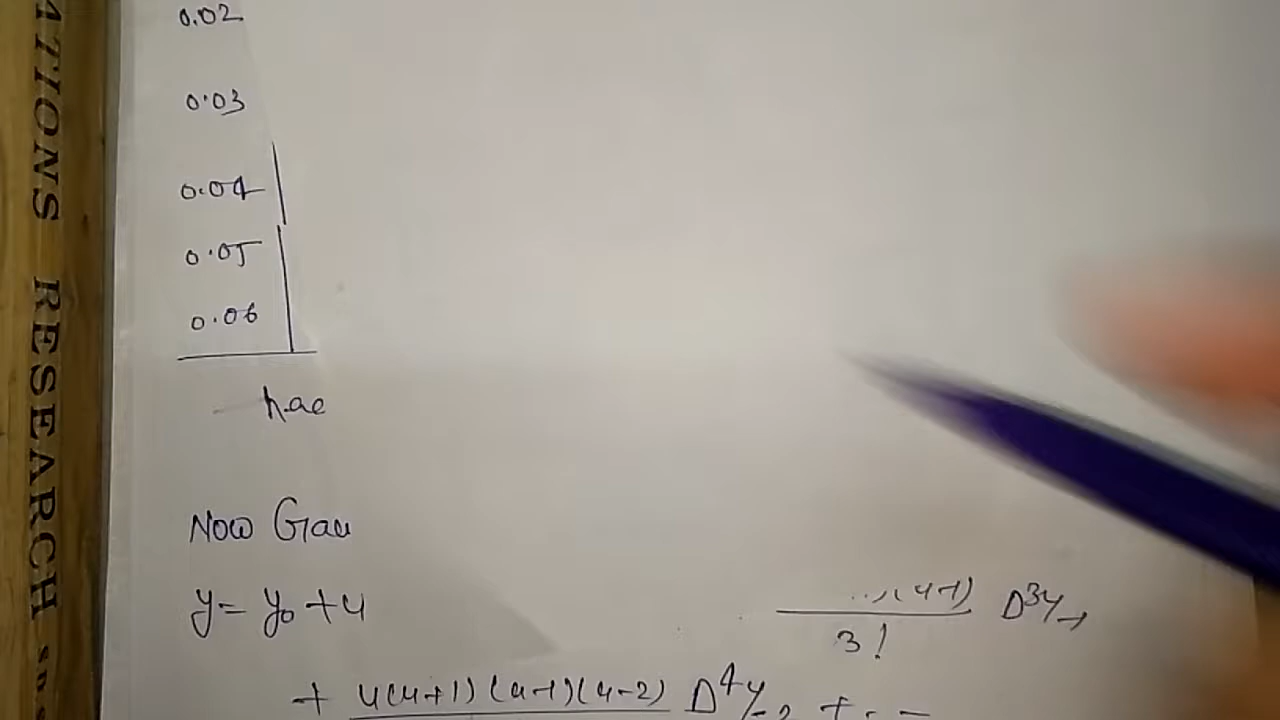 ATIONS RESEARCH
0.02
0.03
0.04
0.05
0.06
hae
Now Gau
y = y₀ + u
(u-1) / 3! Δ³y₋₁
+ u(u+1)(u-1)(u-2) Δ⁴y₋₂ + . -